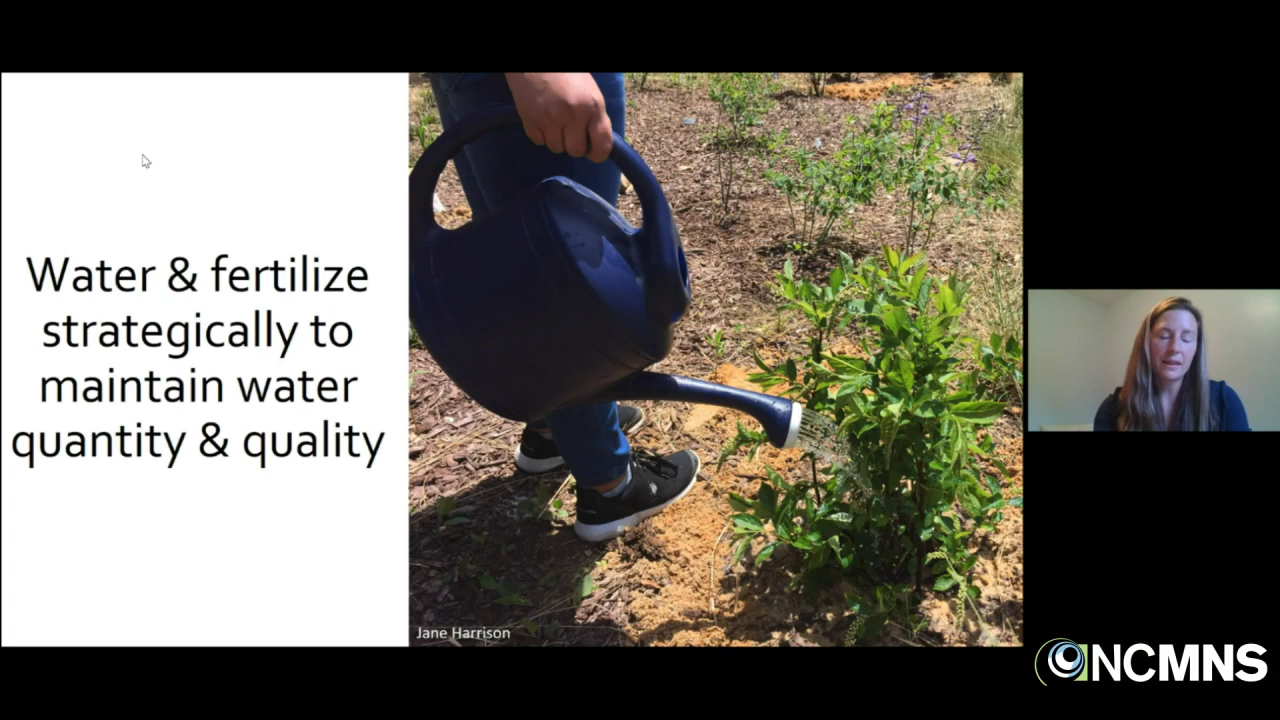 Water & fertilize
strategically to
maintain water
quantity & quality
Jane Harrison
NCMNS